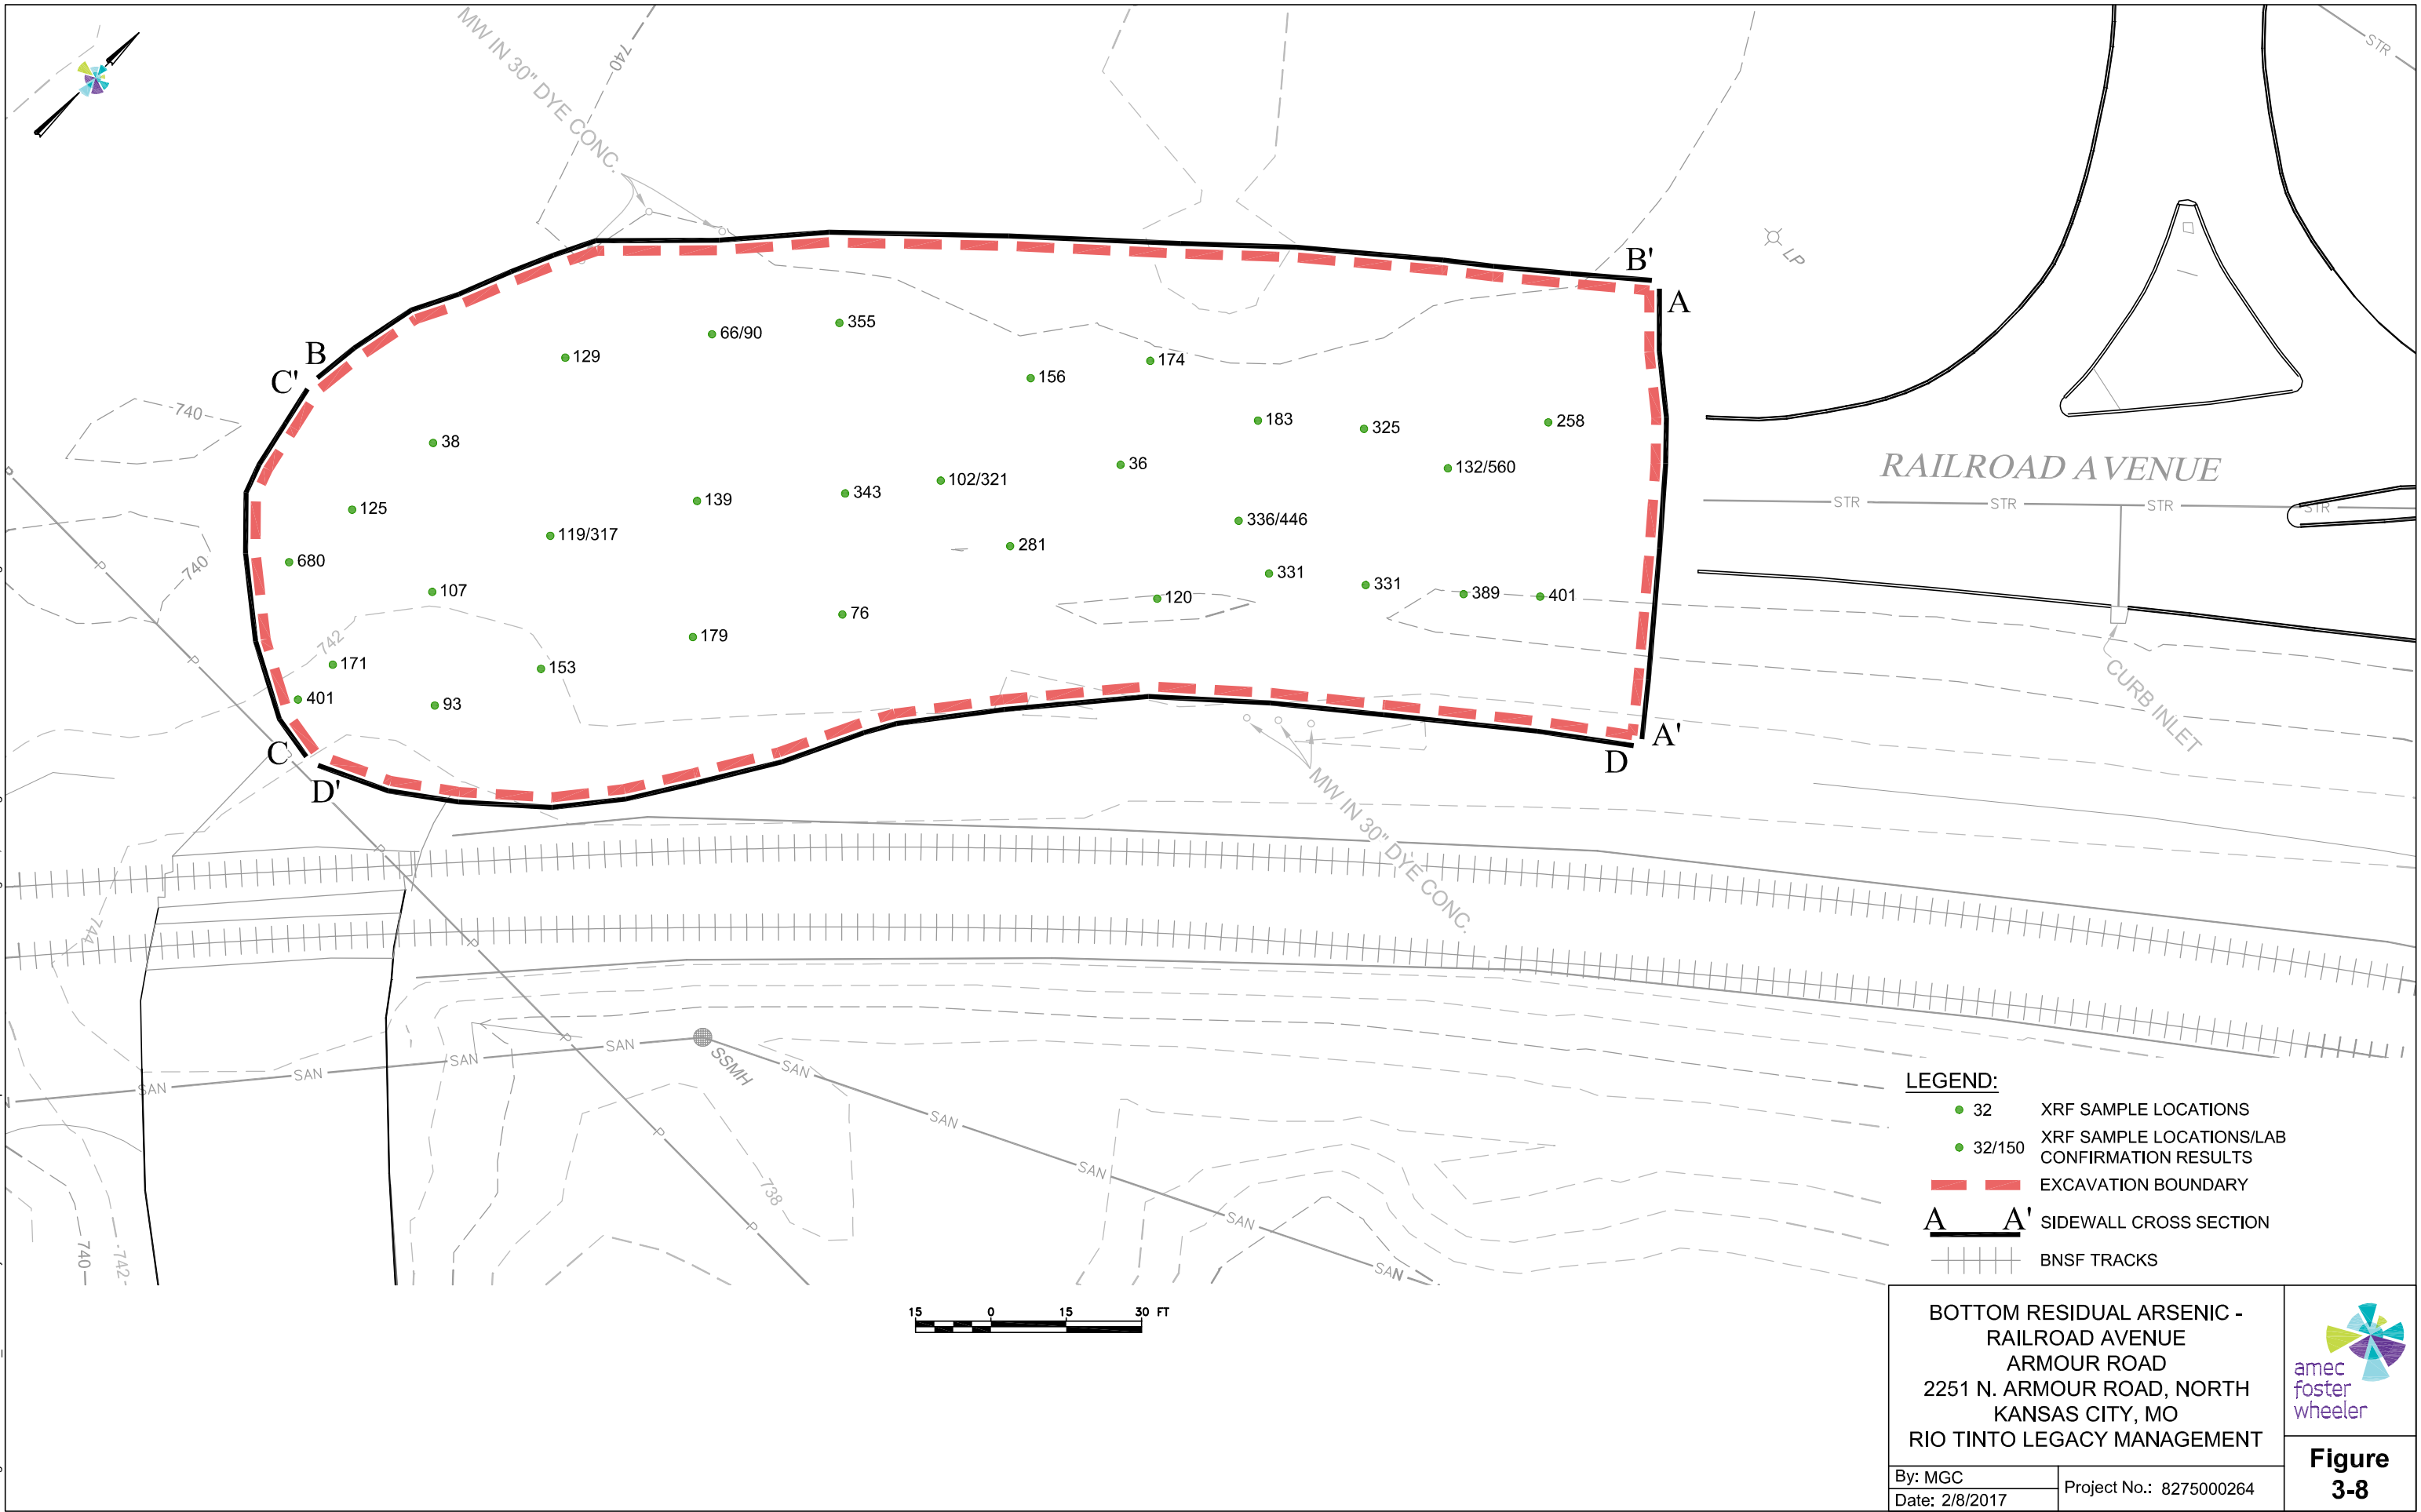 MW IN 30" DYE CONC.
740
STR
LP
B'
A
B
C'
66/90
355
129
156
174
183
325
258
38
36
132/560
RAILROAD AVENUE
740
125
139
343
102/321
STR
STR
STR
STR
119/317
336/446
281
680
740
107
331
331
389
401
120
76
P
P
742
179
171
153
401
93
CURB INLET
P
C
D'
A'
D
MW IN 30" DYE CONC.
P
744
P
P
SAN
SAN
SAN
SAN
SSMH
SAN
SAN
SAN
SAN
SAN
P
P
738
740
742
15 0 15 30 FT
LEGEND:
32 XRF SAMPLE LOCATIONS
32/150 XRF SAMPLE LOCATIONS/LAB
CONFIRMATION RESULTS
EXCAVATION BOUNDARY
A A' SIDEWALL CROSS SECTION
BNSF TRACKS
BOTTOM RESIDUAL ARSENIC -
RAILROAD AVENUE
ARMOUR ROAD
2251 N. ARMOUR ROAD, NORTH
KANSAS CITY, MO
RIO TINTO LEGACY MANAGEMENT
amec
foster
wheeler
By: MGC
Date: 2/8/2017
Project No.: 8275000264
Figure
3-8